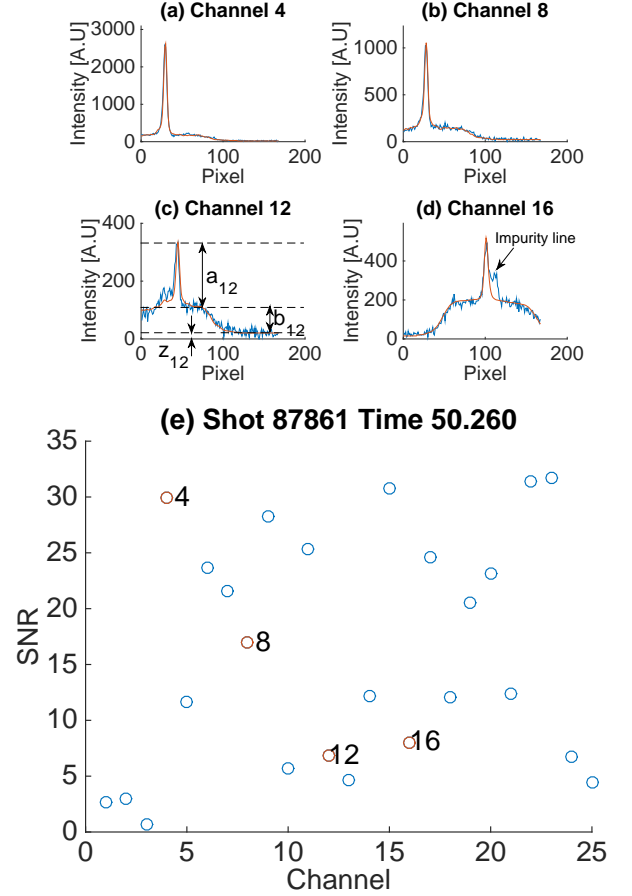 (a) Channel 4
Intensity [A.U]
3000
2000
1000
0
0 100 200
Pixel
(b) Channel 8
Intensity [A.U]
1000
500
0
0 100 200
Pixel
(c) Channel 12
Intensity [A.U]
400
200
0
a12
b12
z12
0 100 200
Pixel
(d) Channel 16
Intensity [A.U]
400
200
0
Impurity line
0 100 200
Pixel
(e) Shot 87861 Time 50.260
SNR
35
30
25
20
15
10
5
0
4
8
12
16
0 5 10 15 20 25
Channel